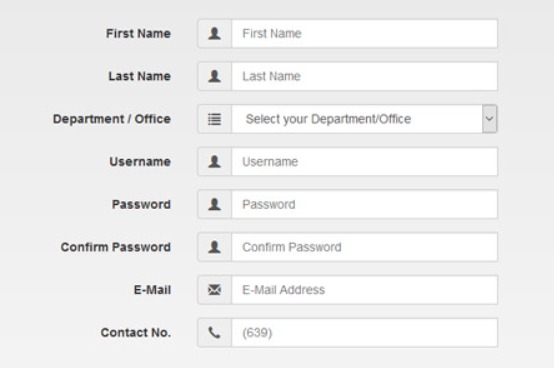 First Name First Name
Last Name Last Name
Department / Office Select your Department/Office
Username Username
Password Password
Confirm Password Confirm Password
E-Mail E-Mail Address
Contact No. (639)